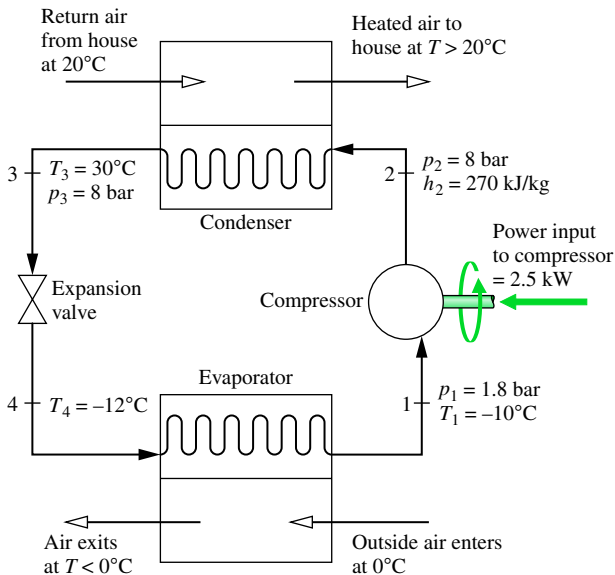 Return air
from house
at 20°C
Heated air to
house at T > 20°C
3
T₃ = 30°C
p₃ = 8 bar
Condenser
2
p₂ = 8 bar
h₂ = 270 kJ/kg
Power input
to compressor
= 2.5 kW
Expansion
valve
Compressor
Evaporator
4
T₄ = –12°C
1
p₁ = 1.8 bar
T₁ = –10°C
Air exits
at T < 0°C
Outside air enters
at 0°C